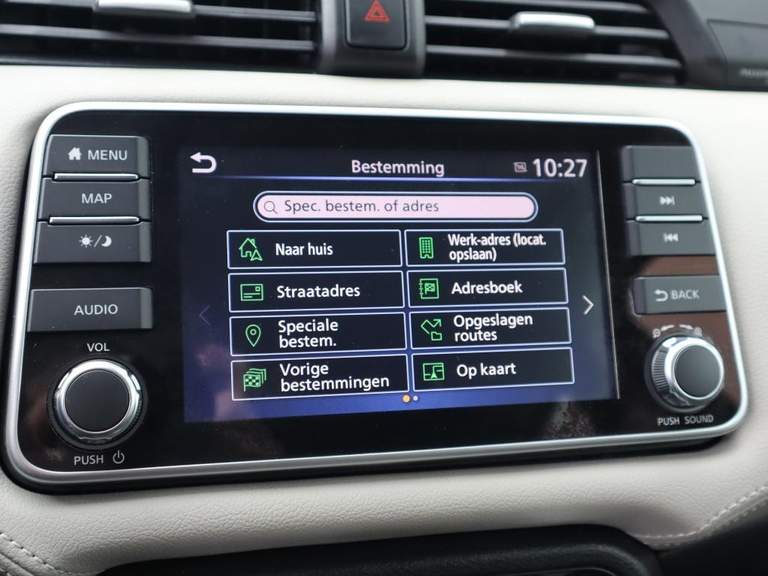 MENU
MAP
AUDIO
VOL
PUSH
Bestemming
10:27
Spec. bestem. of adres
Naar huis
Werk-adres (locat.
opslaan)
Straatadres
Adresboek
Speciale
bestem.
Opgeslagen
routes
Vorige
bestemmingen
Op kaart
BACK
PUSH SOUND